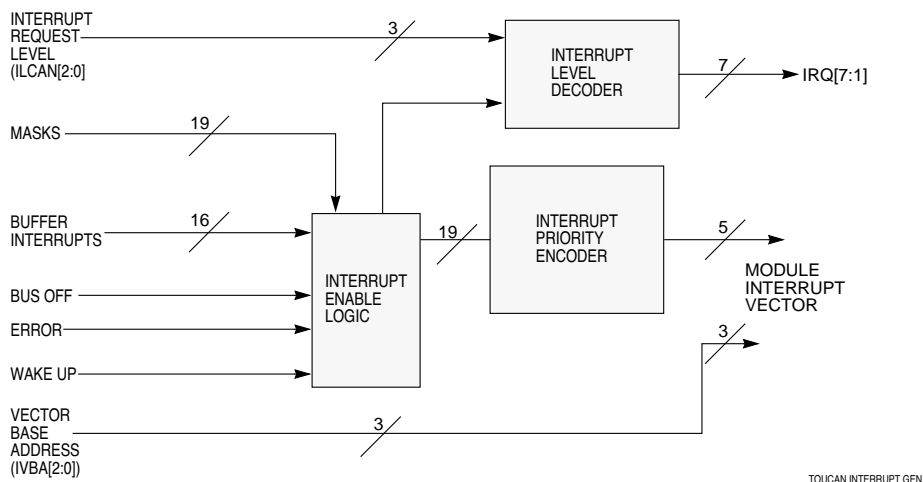 INTERRUPT
REQUEST
LEVEL
(ILCAN[2:0]
3
INTERRUPT
LEVEL
DECODER
7
IRQ[7:1]
MASKS
19
BUFFER
INTERRUPTS
16
INTERRUPT
ENABLE
LOGIC
19
INTERRUPT
PRIORITY
ENCODER
5
MODULE
INTERRUPT
VECTOR
BUS OFF
ERROR
WAKE UP
3
VECTOR
BASE
ADDRESS
(IVBA[2:0])
3
TOUCAN INTERRUPT GEN